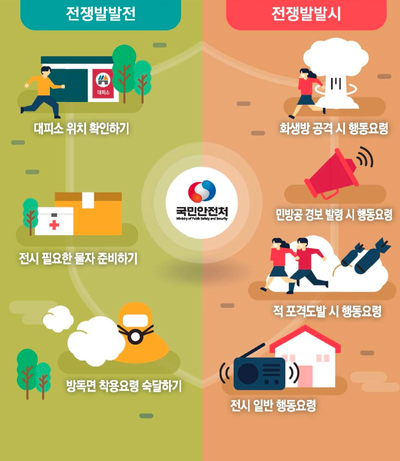 전쟁발발전
전쟁발발시
대피소
대피소 위치 확인하기
전시 필요한 물자 준비하기
방독면 착용요령 숙달하기
국민안전처
Ministry of Public Safety and Security
화생방 공격 시 행동요령
민방공 경보 발령 시 행동요령
적 포격도발 시 행동요령
전시 일반 행동요령